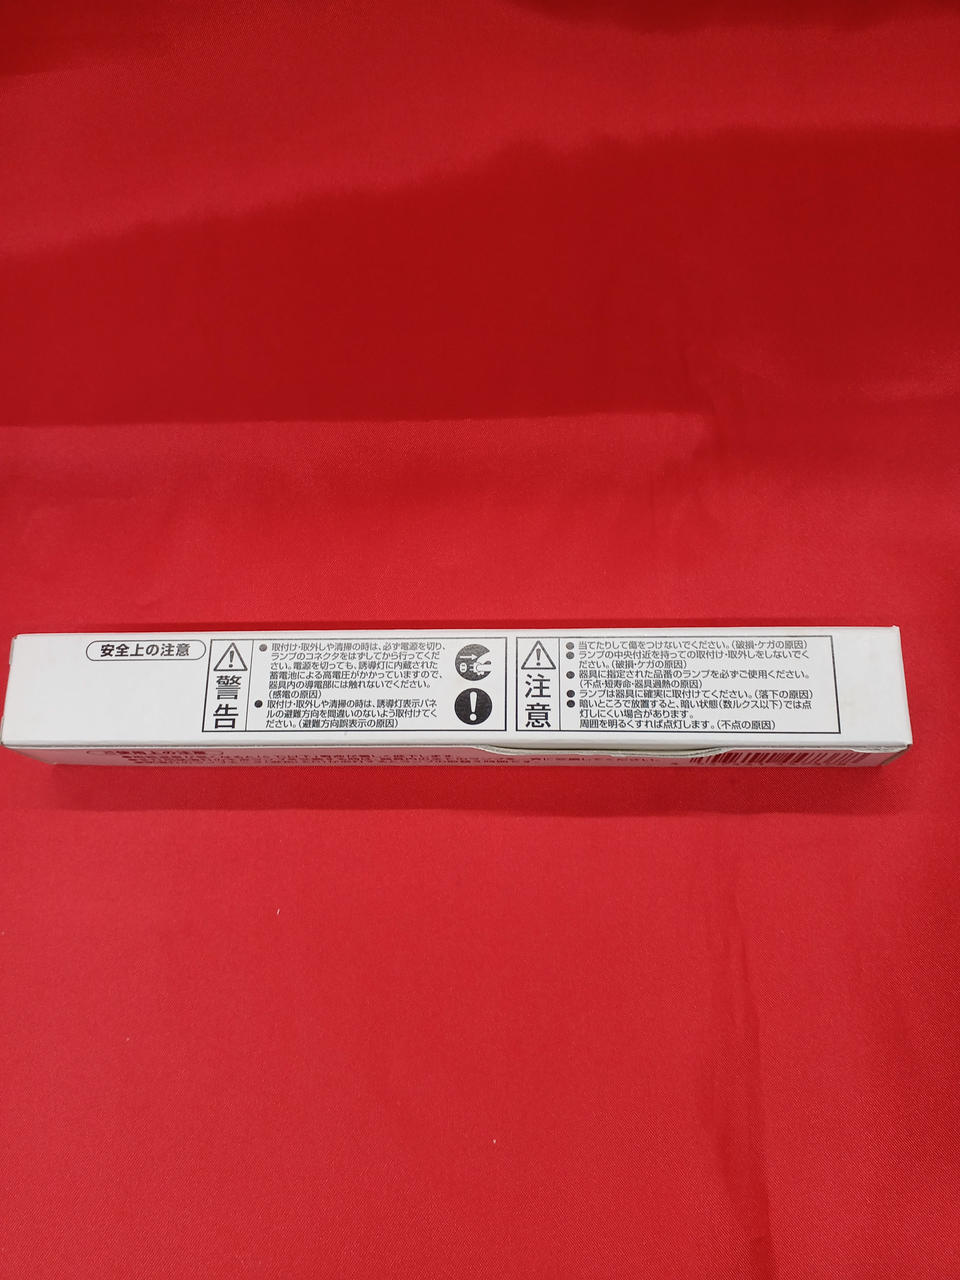 安全上の注意
警告
●取付け・取外しや清掃の時は、必ず電源を切り、
ランプのコネクタをはずしてから行ってくだ
さい。電源を切っても、誘導灯に内蔵された
蓄電池による高電圧がかかっていますので、
器具内の導電部には触れないでください。
(感電の原因)
●取付け・取外しや清掃の時は、誘導灯表示パネ
ルの避難方向を間違いのないよう取付けてく
ださい。(避難方向誤表示の原因)
注意
●当てたりして傷をつけないでください。(破損・ケガの原因)
●ランプの中央付近を持っての取付け・取外しをしないでく
ださい。(破損・ケガの原因)
●器具に指定された品番のランプを必ずご使用ください。
(不点・短寿命・器具過熱の原因)
●ランプは器具に確実に取付けてください。(落下の原因)
●暗いところで放置すると、暗い状態(数ルクス以下)では点
灯しにくい場合があります。
周囲を明るくすれば点灯します。(不点の原因)
ご使用上の注意